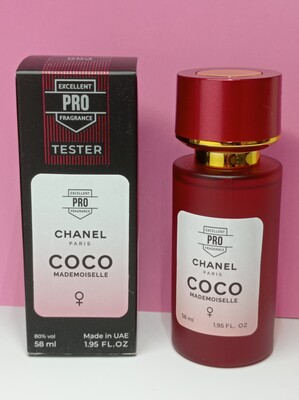 EXCELLENT
PRO
FRAGRANCE
TESTER
EXCELLENT
PRO
FRAGRANCE
CHANEL
PARIS
COCO
MADEMOISELLE
♀
80% vol
Made in UAE
58 ml
1.95 FL. OZ
EXCELLENT
PRO
FRAGRANCE
CHANEL
PARIS
COCO
MADEMOISELLE
♀
58 ml
1.95 FL. OZ